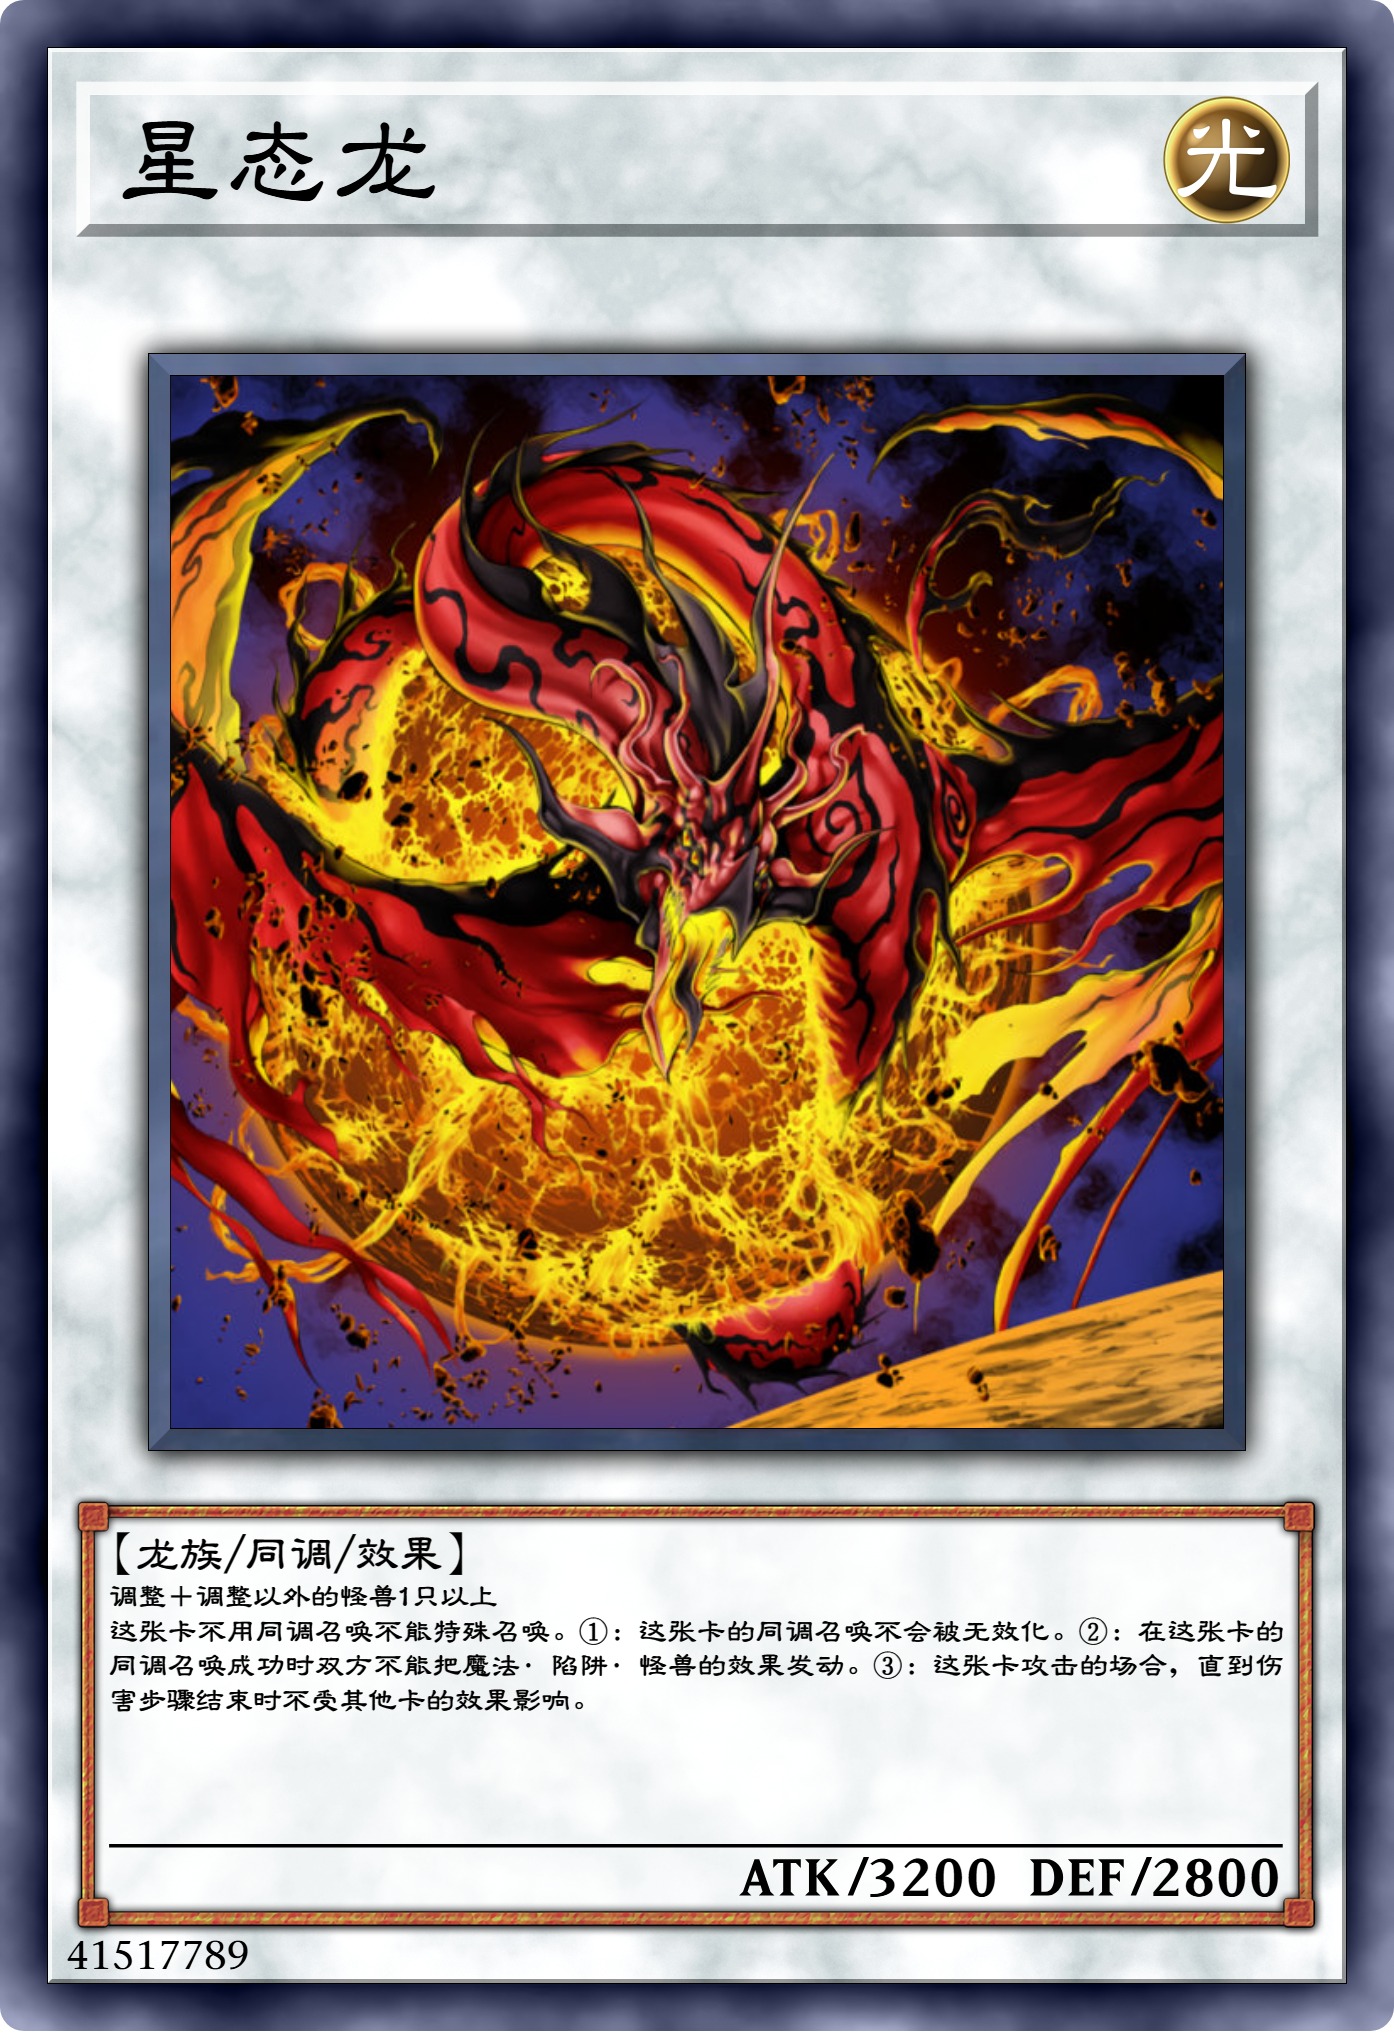 星态龙
光
【龙族/同调/效果】
调整＋调整以外的怪兽1只以上
这张卡不用同调召唤不能特殊召唤。①：这张卡的同调召唤不会被无效化。②：在这张卡的
同调召唤成功时双方不能把魔法·陷阱·怪兽的效果发动。③：这张卡攻击的场合，直到伤
害步骤结束时不受其他卡的效果影响。
ATK/3200 DEF/2800
41517789